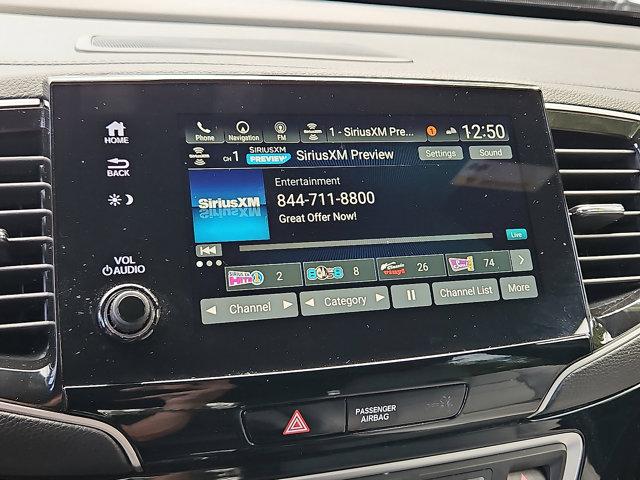 HOME
BACK
VOL
AUDIO
Phone
Navigation
FM
1 - SiriusXM Pre...
1
12:50
CH 1
SIRIUSXM
PREVIEW
SiriusXM Preview
Settings
Sound
SiriusXM
Entertainment
844-711-8800
Great Offer Now!
Live
2
8
26
74
Channel
Category
Channel List
More
PASSENGER
AIRBAG